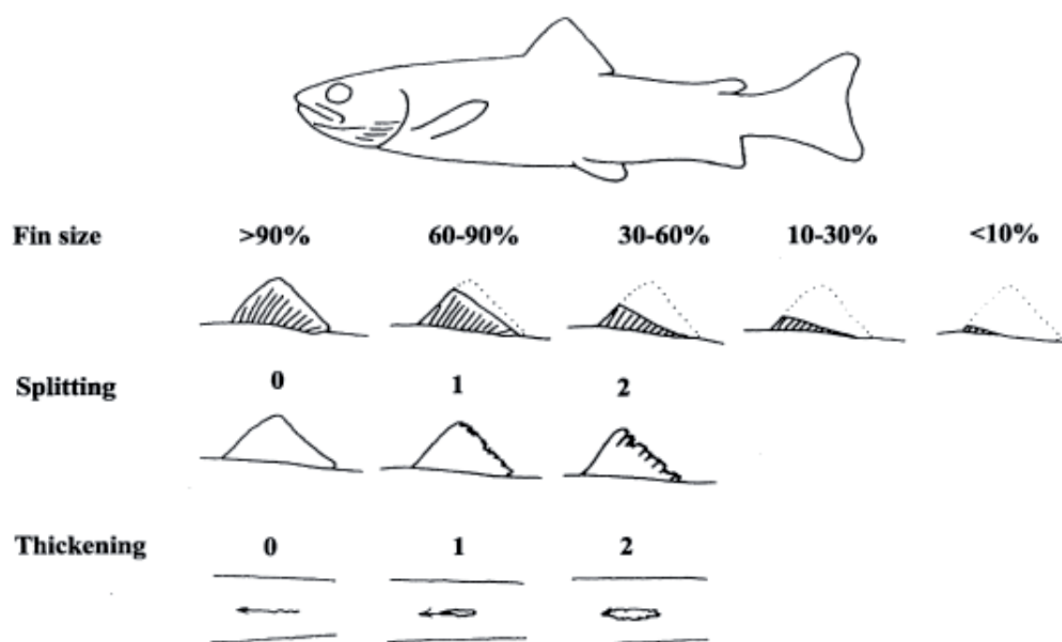 Fin size >90% 60-90% 30-60% 10-30% <10%
Splitting 0 1 2
Thickening 0 1 2